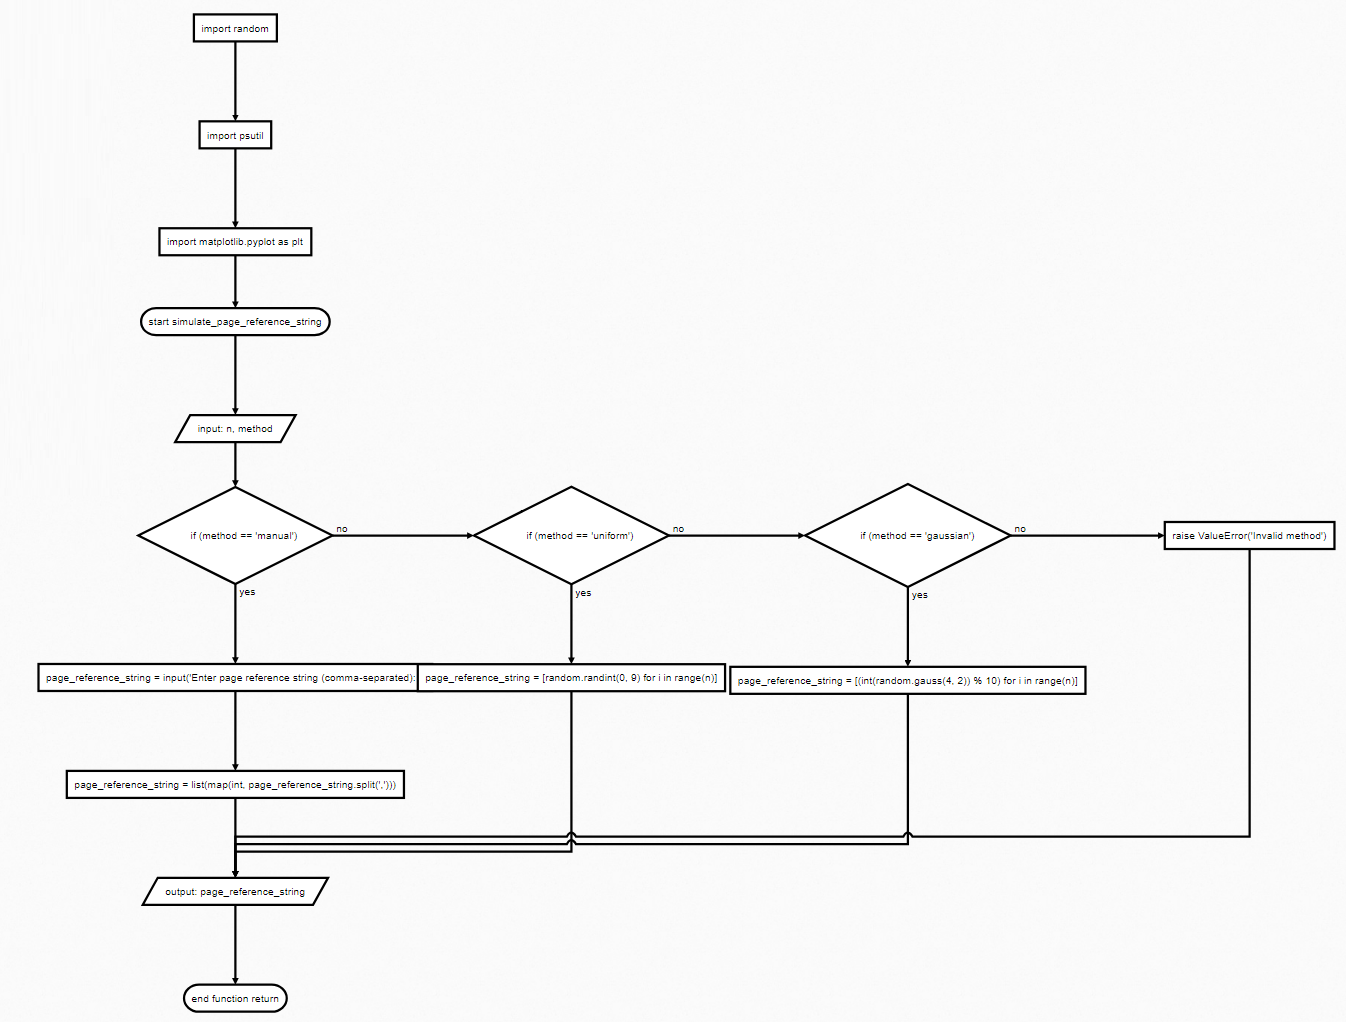 import random
import psutil
import matplotlib.pyplot as plt
start simulate_page_reference_string
input: n, method
if (method == 'manual')
no
if (method == 'uniform')
no
if (method == 'gaussian')
no
raise ValueError('Invalid method')
yes
yes
yes
page_reference_string = input('Enter page reference string (comma-separated):
page_reference_string = [random.randint(0, 9) for i in range(n)]
page_reference_string = [(int(random.gauss(4, 2)) % 10) for i in range(n)]
page_reference_string = list(map(int, page_reference_string.split(',')))
output: page_reference_string
end function return